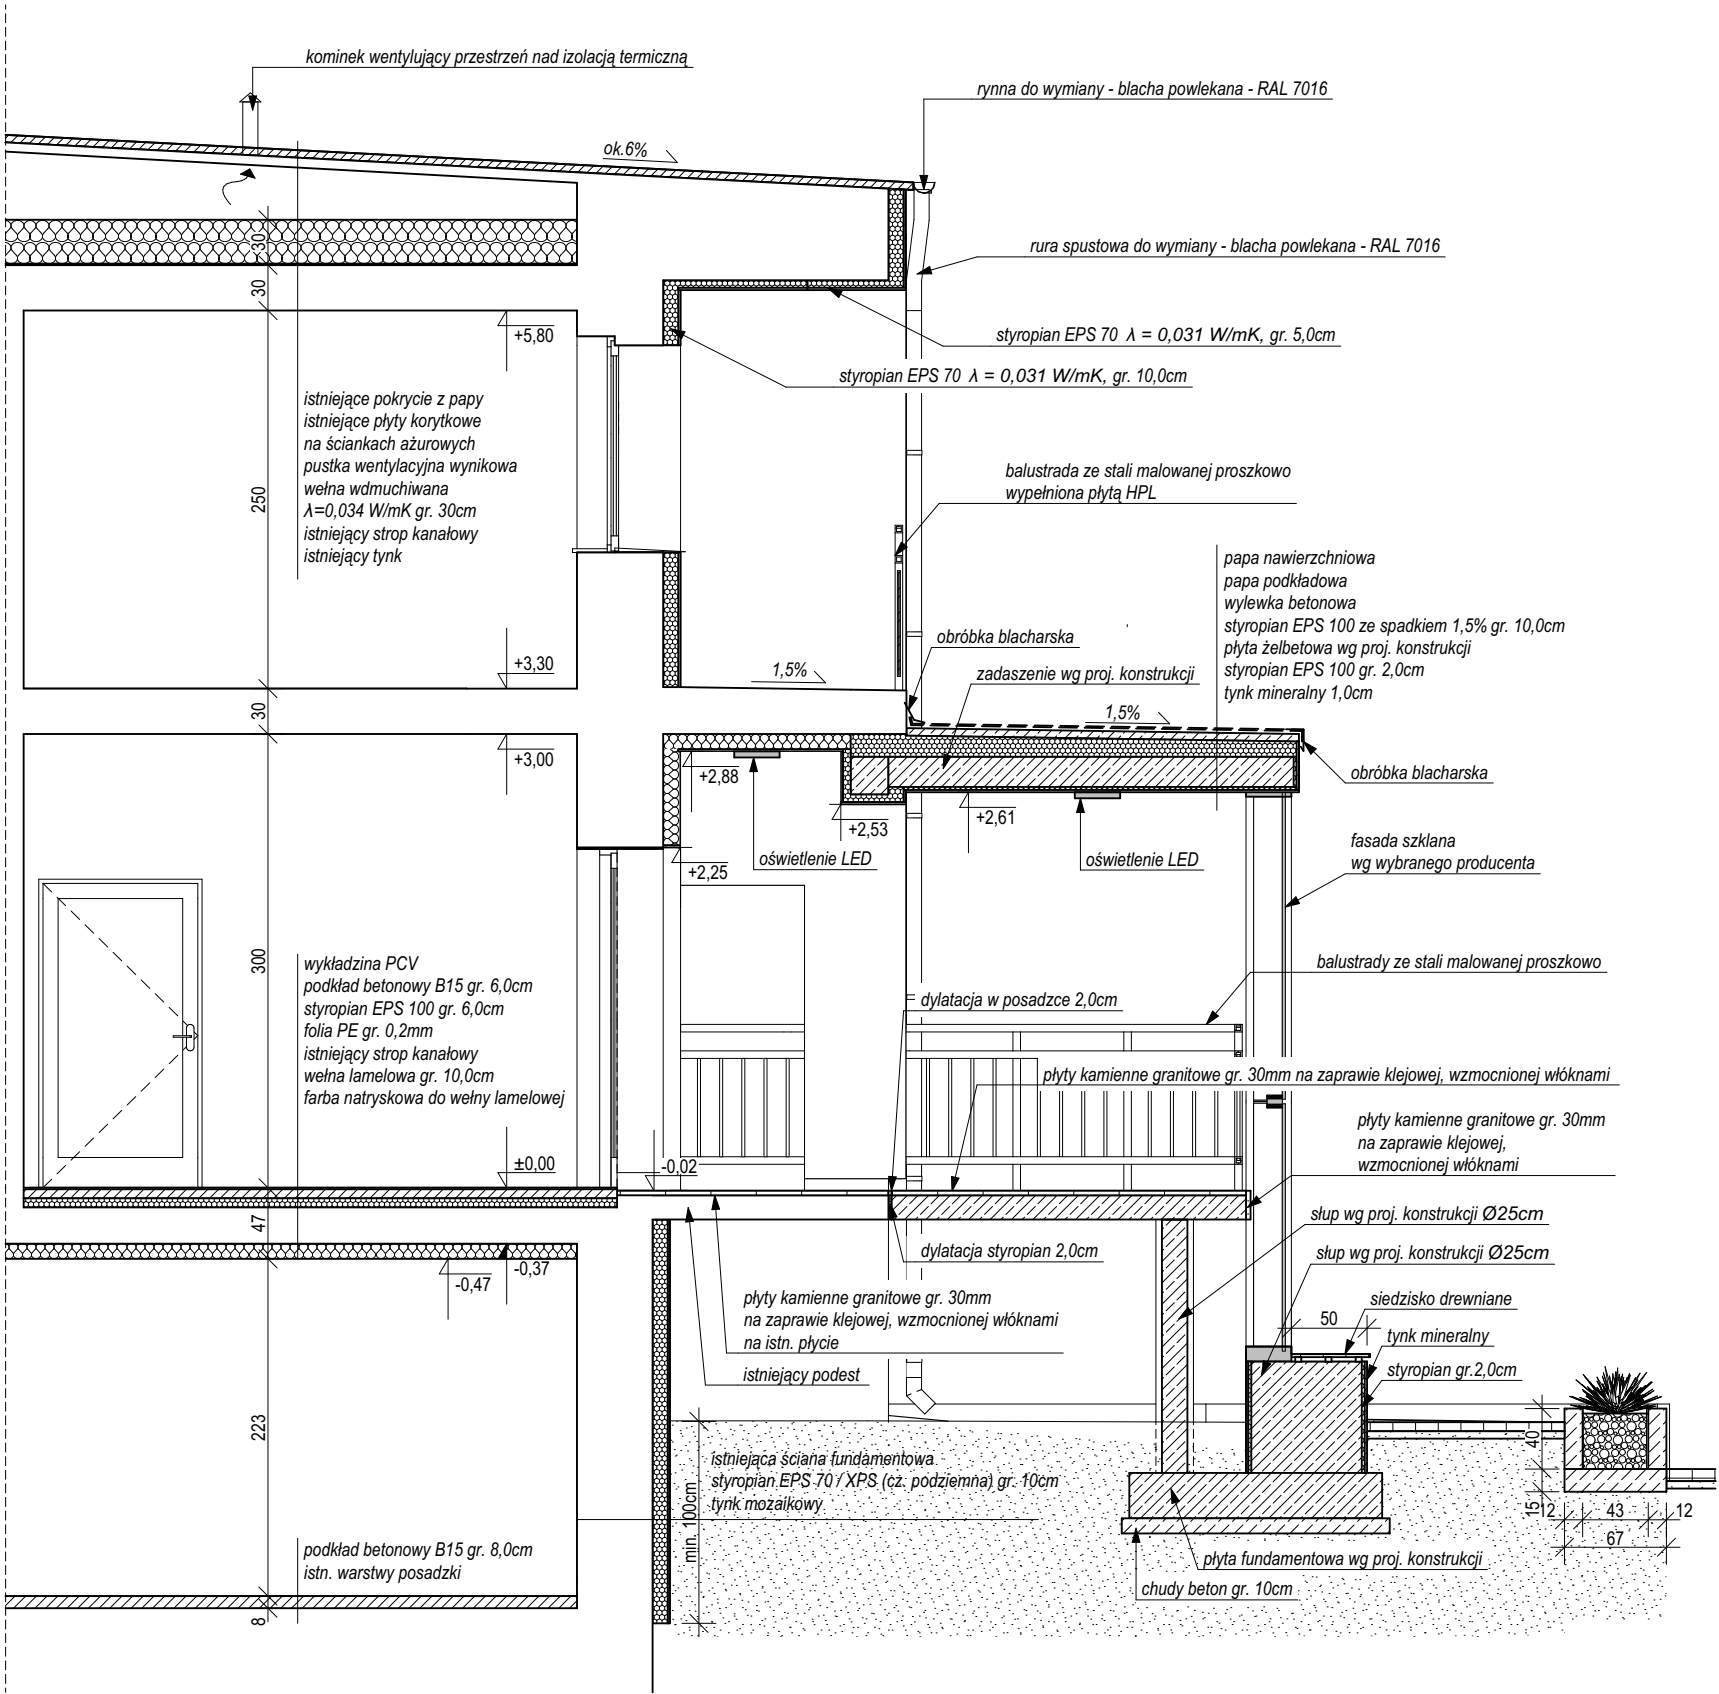 kominek wentylujący przestrzeń nad izolacją termiczną
rynna do wymiany - blacha powlekana - RAL 7016
ok.6%
rura spustowa do wymiany - blacha powlekana - RAL 7016
30
30
+5,80
styropian EPS 70 λ = 0,031 W/mK, gr. 5,0cm
styropian EPS 70 λ = 0,031 W/mK, gr. 10,0cm
istniejące pokrycie z papy
istniejące płyty korytkowe
na ściankach ażurowych
pustka wentylacyjna wynikowa
wełna wdmuchiwana
λ=0,034 W/mK gr. 30cm
istniejący strop kanałowy
istniejący tynk
250
balustrada ze stali malowanej proszkowo
wypełniona płytą HPL
papa nawierzchniowa
papa podkładowa
wylewka betonowa
styropian EPS 100 ze spadkiem 1,5% gr. 10,0cm
płyta żelbetowa wg proj. konstrukcji
styropian EPS 100 gr. 2,0cm
tynk mineralny 1,0cm
obróbka blacharska
+3,30
1,5%
zadaszenie wg proj. konstrukcji
30
1,5%
+3,00
+2,88
obróbka blacharska
+2,53
+2,61
fasada szklana
wg wybranego producenta
oświetlenie LED
oświetlenie LED
+2,25
300
wykładzina PCV
podkład betonowy B15 gr. 6,0cm
styropian EPS 100 gr. 6,0cm
folia PE gr. 0,2mm
istniejący strop kanałowy
wełna lamelowa gr. 10,0cm
farba natryskowa do wełny lamelowej
balustrady ze stali malowanej proszkowo
dylatacja w posadzce 2,0cm
płyty kamienne granitowe gr. 30mm na zaprawie klejowej, wzmocnionej włóknami
płyty kamienne granitowe gr. 30mm
na zaprawie klejowej,
wzmocnionej włóknami
±0,00
-0,02
47
słup wg proj. konstrukcji Ø25cm
dylatacja styropian 2,0cm
słup wg proj. konstrukcji Ø25cm
-0,37
-0,47
płyty kamienne granitowe gr. 30mm
na zaprawie klejowej, wzmocnionej włóknami
na istn. płycie
siedzisko drewniane
50
tynk mineralny
istniejący podest
styropian gr.2,0cm
223
40
istniejąca ściana fundamentowa
styropian EPS 70 / XPS (cz. podziemna) gr. 10cm
tynk mozaikowy
min. 100cm
15
12
43
12
67
podkład betonowy B15 gr. 8,0cm
istn. warstwy posadzki
płyta fundamentowa wg proj. konstrukcji
chudy beton gr. 10cm
8